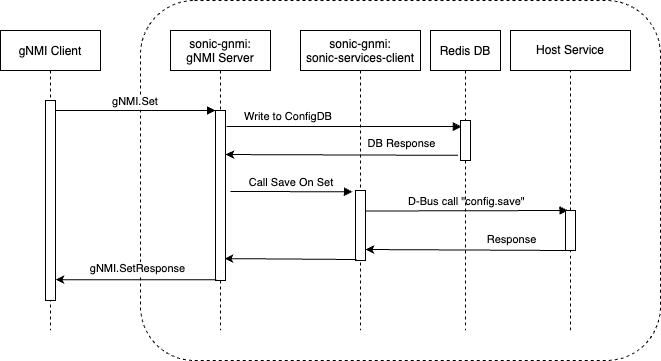 gNMI Client
sonic-gnmi:
gNMI Server
sonic-gnmi:
sonic-services-client
Redis DB
Host Service
gNMI.Set
Write to ConfigDB
DB Response
Call Save On Set
D-Bus call "config.save"
Response
gNMI.SetResponse